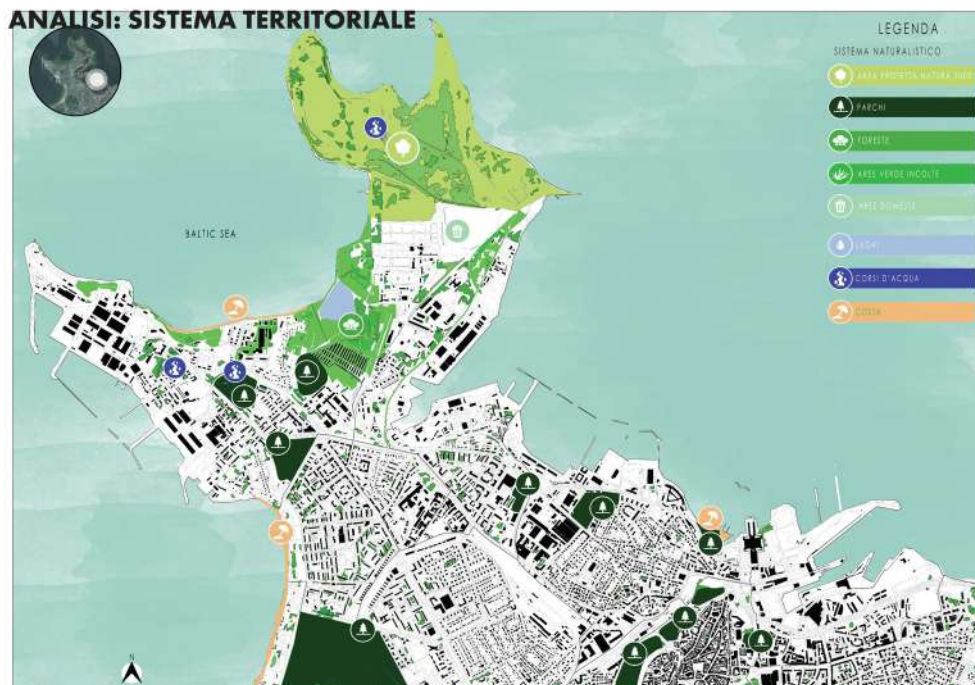 ANALISI: SISTEMA TERRITORIALE
LEGENDA
SISTEMA NATURALISTICO
AREA PROTETTA NATURA
PARCHI
FORESTE
AREE VERDE INCOLTE
AREE DISMESSE
LAGHI
CORSI D'ACQUA
COSTA
BALTIC SEA
N